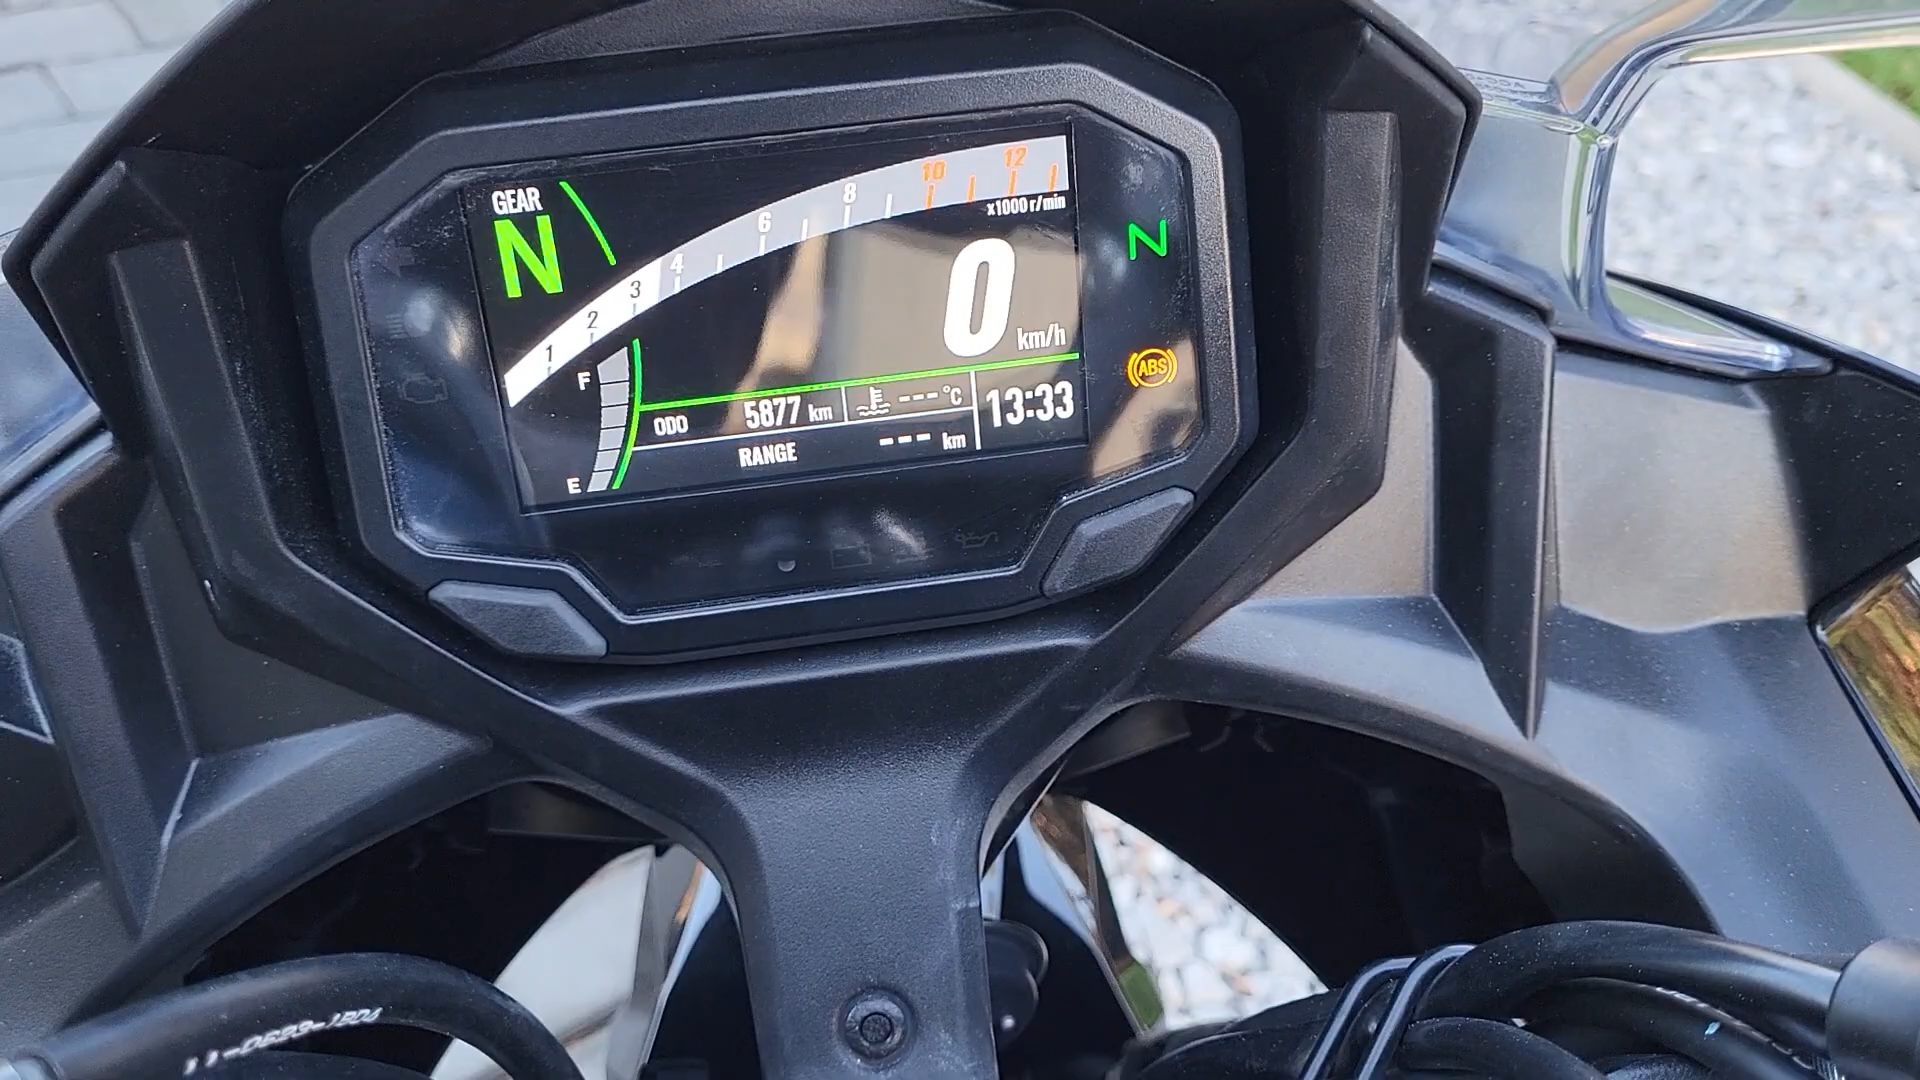 GEAR
N
1 2 3 4 6 8 10 12
x1000 r/min
N
0 km/h
F
E
ABS
ODO 5877 km
--- °C
13:33
RANGE --- km